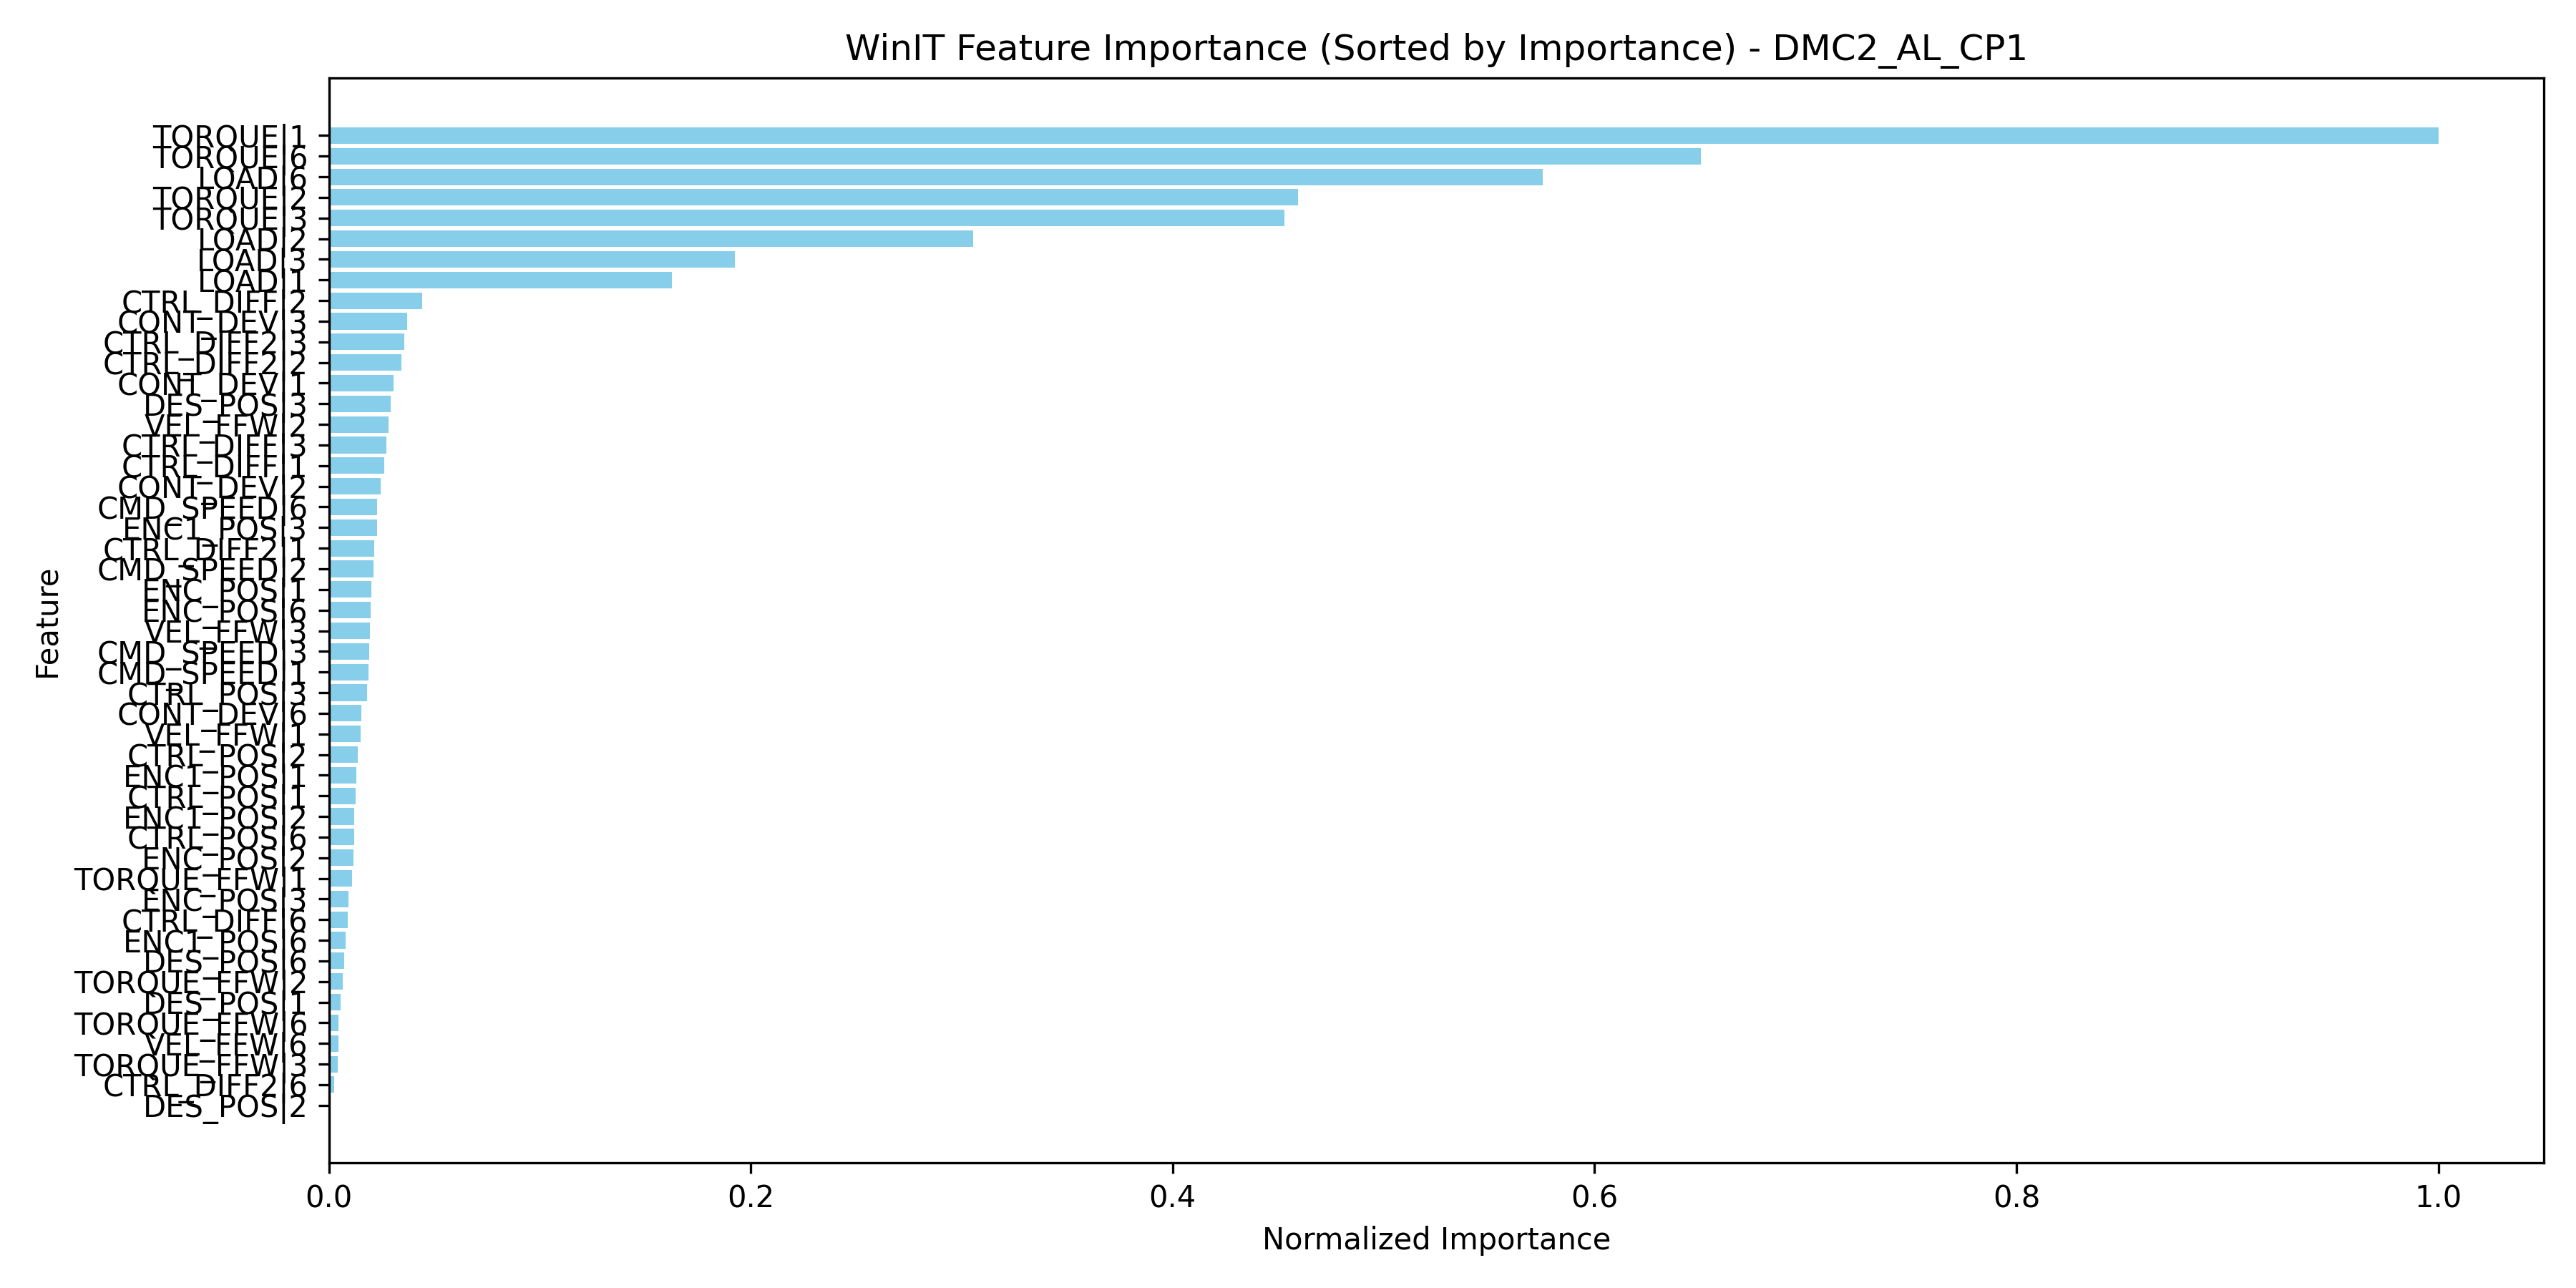 WinIT Feature Importance (Sorted by Importance) - DMC2_AL_CP1
TORQUE|1
TORQUE|6
LOAD|6
TORQUE|2
TORQUE|3
LOAD|2
LOAD|3
LOAD|1
CTRL_DIFF|2
CONT_DEV|3
CTRL_DIFF2|3
CTRL_DIFF2|2
CONT_DEV|1
DES_POS|3
VEL_FFW|2
CTRL_DIFF|3
CTRL_DIFF|1
CONT_DEV|2
CMD_SPEED|6
ENC1_POS|3
CTRL_DIFF2|1
CMD_SPEED|2
ENC_POS|1
ENC_POS|6
VEL_FFW|3
CMD_SPEED|3
CMD_SPEED|1
CTRL_POS|3
CONT_DEV|6
VEL_FFW|1
CTRL_POS|2
ENC1_POS|1
CTRL_POS|1
ENC1_POS|2
CTRL_POS|6
ENC_POS|2
TORQUE_FFW|1
ENC_POS|3
CTRL_DIFF|6
ENC1_POS|6
DES_POS|6
TORQUE_FFW|2
DES_POS|1
TORQUE_FFW|6
VEL_FFW|6
TORQUE_FFW|3
CTRL_DIFF2|6
DES_POS|2
Feature
0.0 0.2 0.4 0.6 0.8 1.0
Normalized Importance